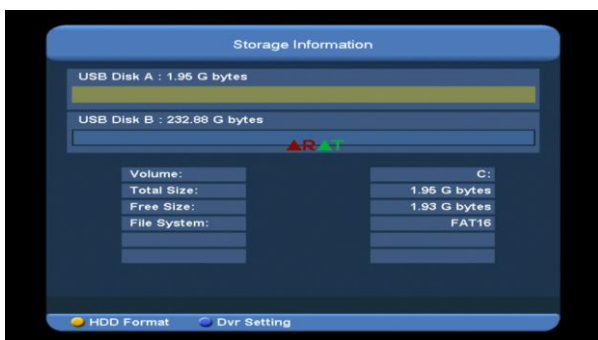 Storage Information
USB Disk A : 1.95 G bytes
USB Disk B : 232.88 G bytes
ARAT
Volume: C:
Total Size: 1.95 G bytes
Free Size: 1.93 G bytes
File System: FAT16
HDD Format Dvr Setting